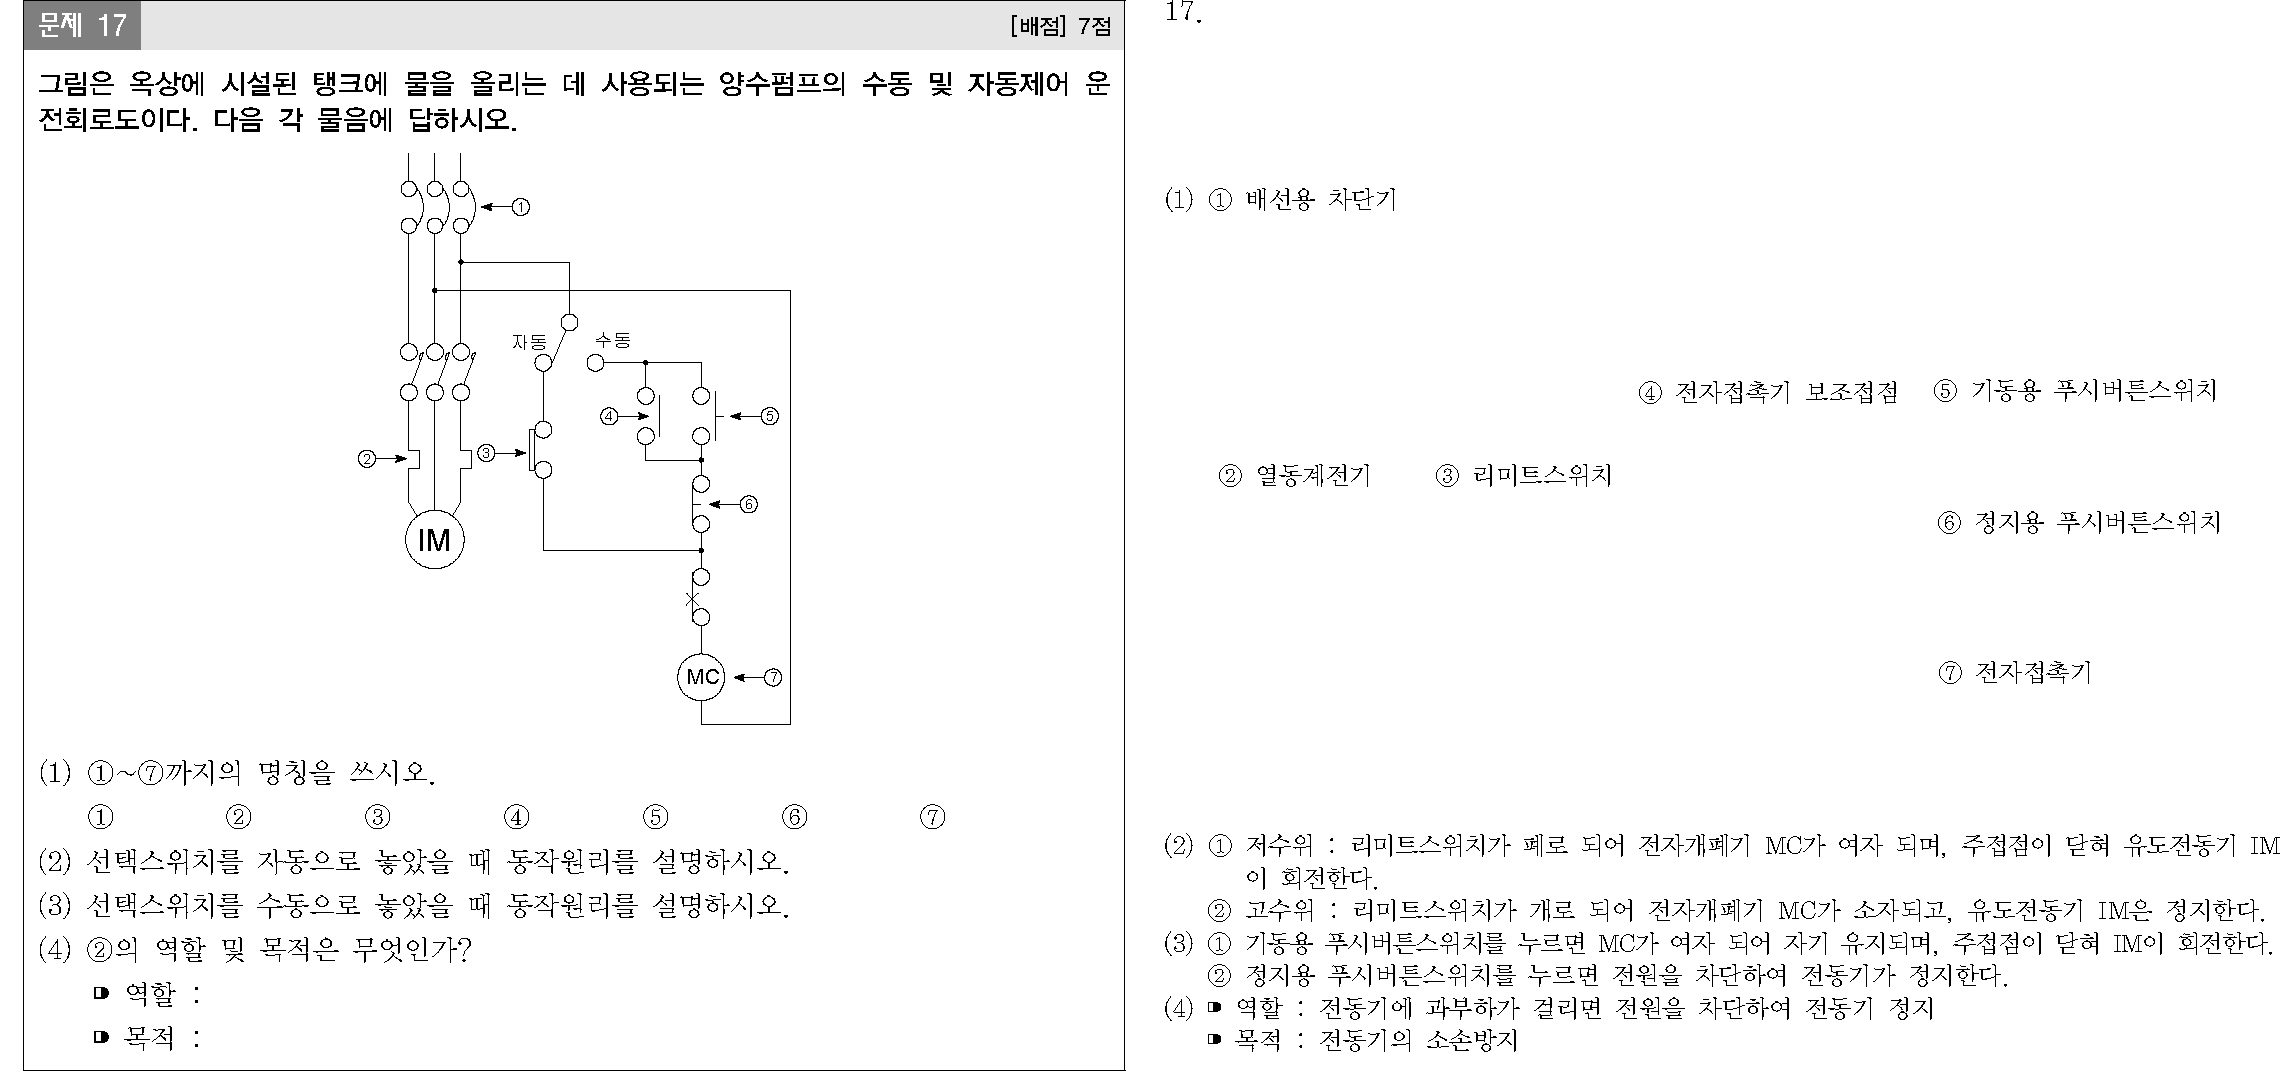 문제 17
[배점] 7점
그림은 옥상에 시설된 탱크에 물을 올리는 데 사용되는 양수펌프의 수동 및 자동제어 운
전회로도이다. 다음 각 물음에 답하시오.
①
자동
수동
④
⑤
②
③
⑥
IM
MC
⑦
(1) ①~⑦까지의 명칭을 쓰시오.
① ② ③ ④ ⑤ ⑥ ⑦
(2) 선택스위치를 자동으로 놓았을 때 동작원리를 설명하시오.
(3) 선택스위치를 수동으로 놓았을 때 동작원리를 설명하시오.
(4) ②의 역할 및 목적은 무엇인가?
역할 :
목적 :
17.
(1) ① 배선용 차단기
④ 전자접촉기 보조접점 ⑤ 기동용 푸시버튼스위치
② 열동계전기 ③ 리미트스위치
⑥ 정지용 푸시버튼스위치
⑦ 전자접촉기
(2) ① 저수위 : 리미트스위치가 폐로 되어 전자개폐기 MC가 여자 되며, 주접점이 닫혀 유도전동기 IM
이 회전한다.
② 고수위 : 리미트스위치가 개로 되어 전자개폐기 MC가 소자되고, 유도전동기 IM은 정지한다.
(3) ① 기동용 푸시버튼스위치를 누르면 MC가 여자 되어 자기 유지되며, 주접점이 닫혀 IM이 회전한다.
② 정지용 푸시버튼스위치를 누르면 전원을 차단하여 전동기가 정지한다.
(4) 역할 : 전동기에 과부하가 걸리면 전원을 차단하여 전동기 정지
목적 : 전동기의 소손방지